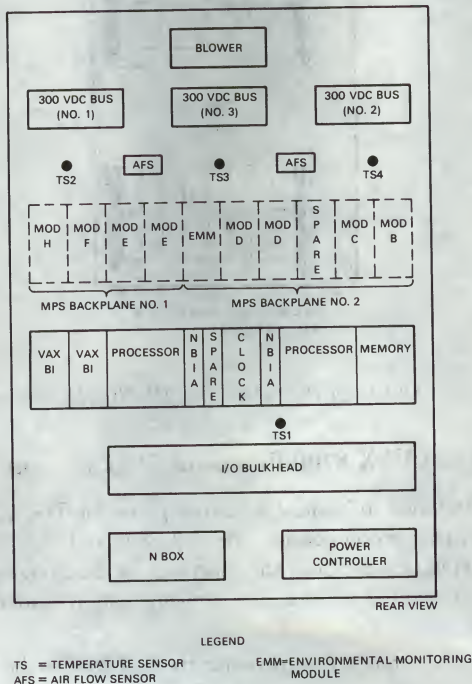 BLOWER
300 VDC BUS
(NO. 1)
300 VDC BUS
(NO. 3)
300 VDC BUS
(NO. 2)
TS2
AFS
TS3
AFS
TS4
MOD
H
MOD
F
MOD
E
MOD
E
EMM
MOD
D
MOD
D
SPARE
MOD
C
MOD
B
MPS BACKPLANE NO. 1
MPS BACKPLANE NO. 2
VAX
BI
VAX
BI
PROCESSOR
NBIA
SPARE
CLOCK
NBIA
PROCESSOR
MEMORY
TS1
I/O BULKHEAD
N BOX
POWER
CONTROLLER
REAR VIEW
LEGEND
TS = TEMPERATURE SENSOR
AFS = AIR FLOW SENSOR
EMM=ENVIRONMENTAL MONITORING
MODULE